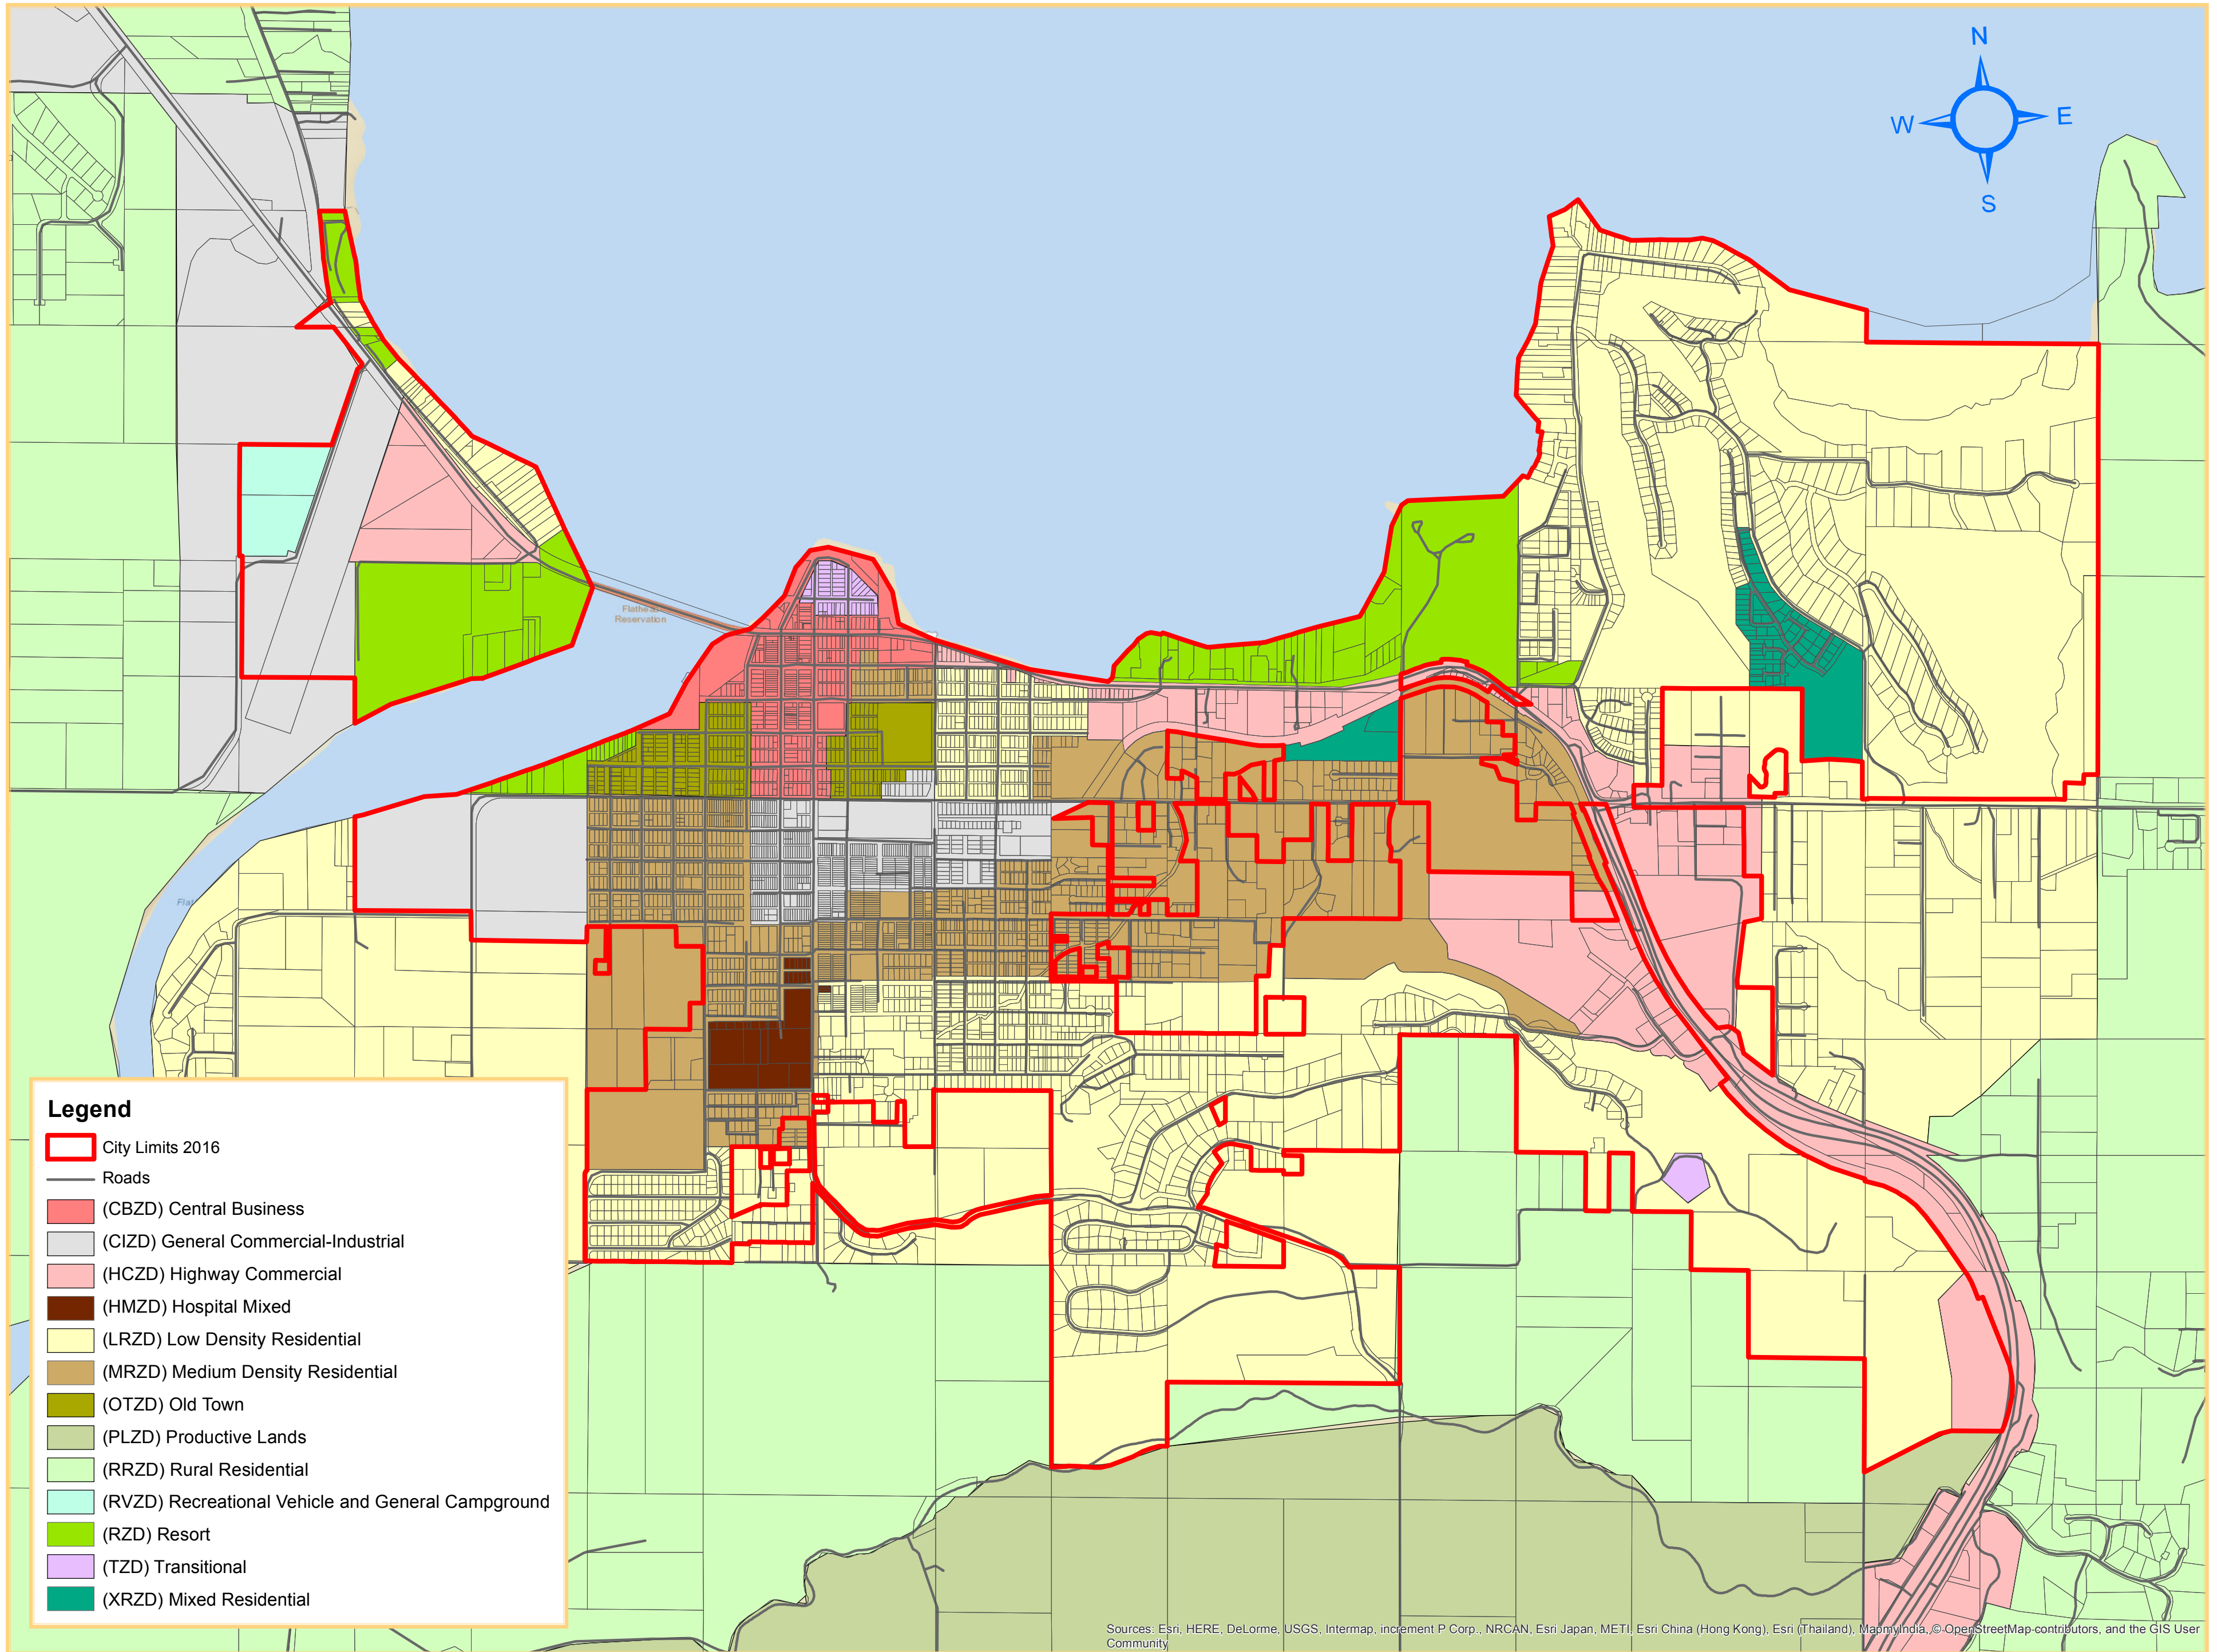 N
W
E
S
Flathead
Reservation
Flat
Legend
City Limits 2016
Roads
(CBZD) Central Business
(CIZD) General Commercial-Industrial
(HCZD) Highway Commercial
(HMZD) Hospital Mixed
(LRZD) Low Density Residential
(MRZD) Medium Density Residential
(OTZD) Old Town
(PLZD) Productive Lands
(RRZD) Rural Residential
(RVZD) Recreational Vehicle and General Campground
(RZD) Resort
(TZD) Transitional
(XRZD) Mixed Residential
Sources: Esri, HERE, DeLorme, USGS, Intermap, increment P Corp., NRCAN, Esri Japan, METI, Esri China (Hong Kong), Esri (Thailand), MapmyIndia, © OpenStreetMap contributors, and the GIS User
Community